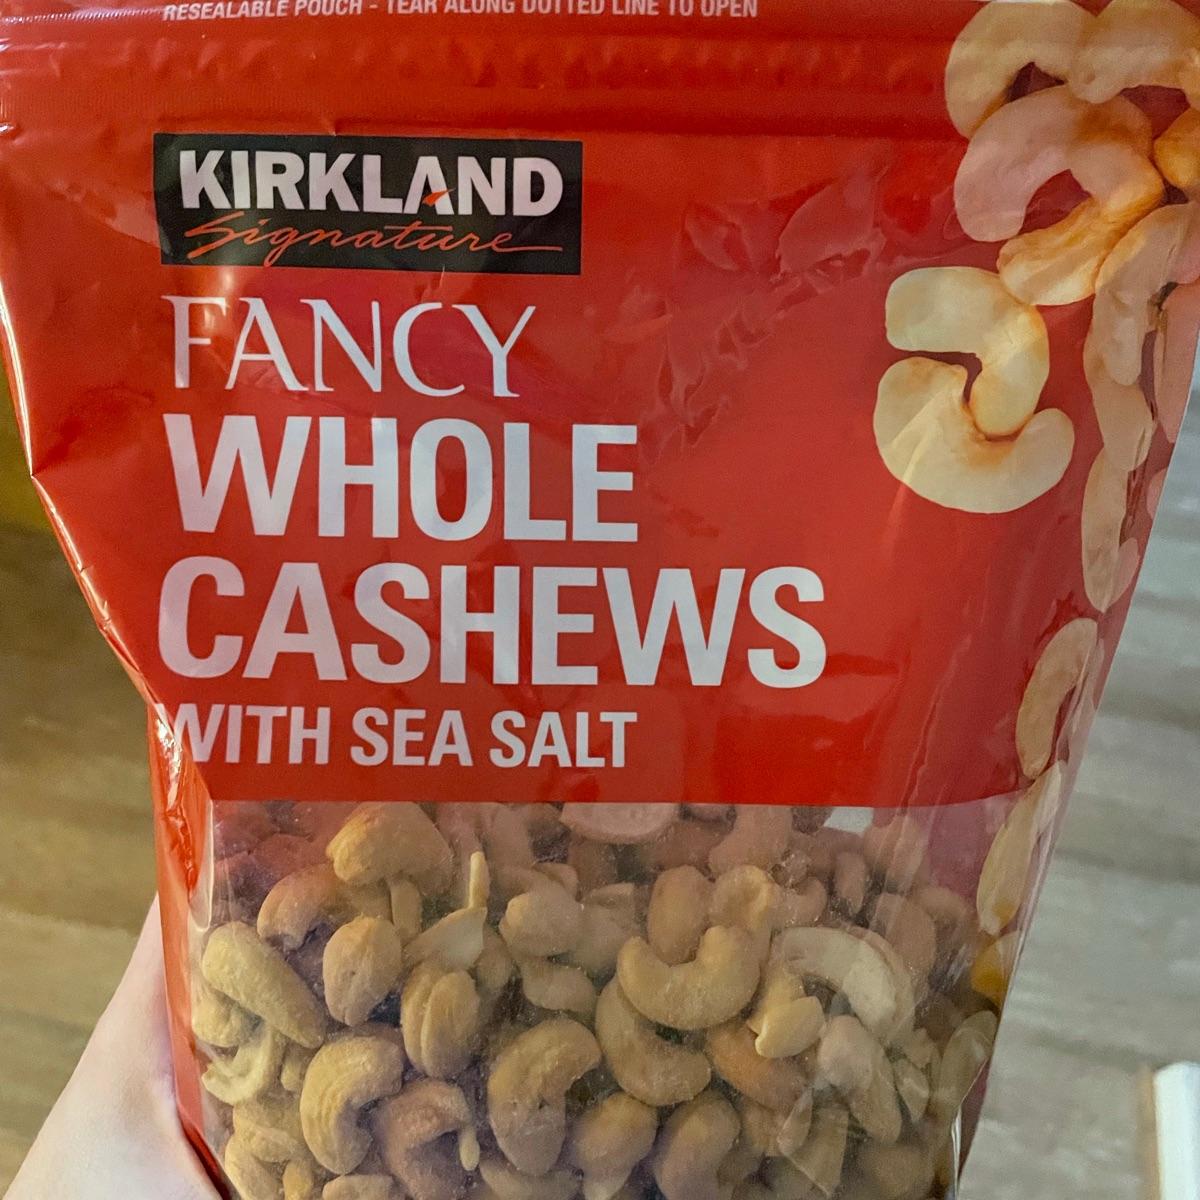 RESEALABLE POUCH - TEAR ALONG DOTTED LINE TO OPEN
KIRKLAND
Signature
FANCY
WHOLE
CASHEWS
WITH SEA SALT